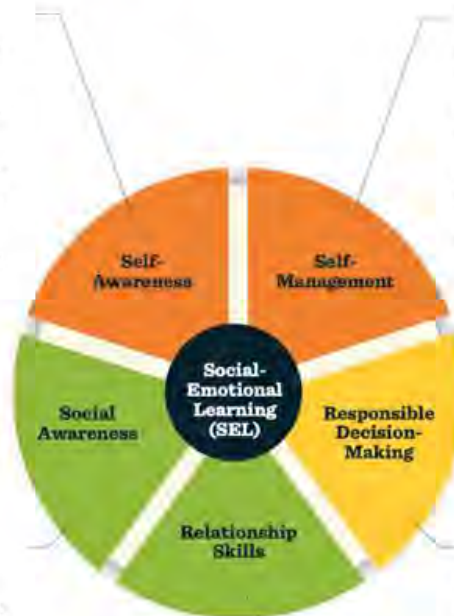 Self-
Awareness
Self-
Management
Social-
Emotional
Learning
(SEL)
Social
Awareness
Responsible
Decision-
Making
Relationship
Skills